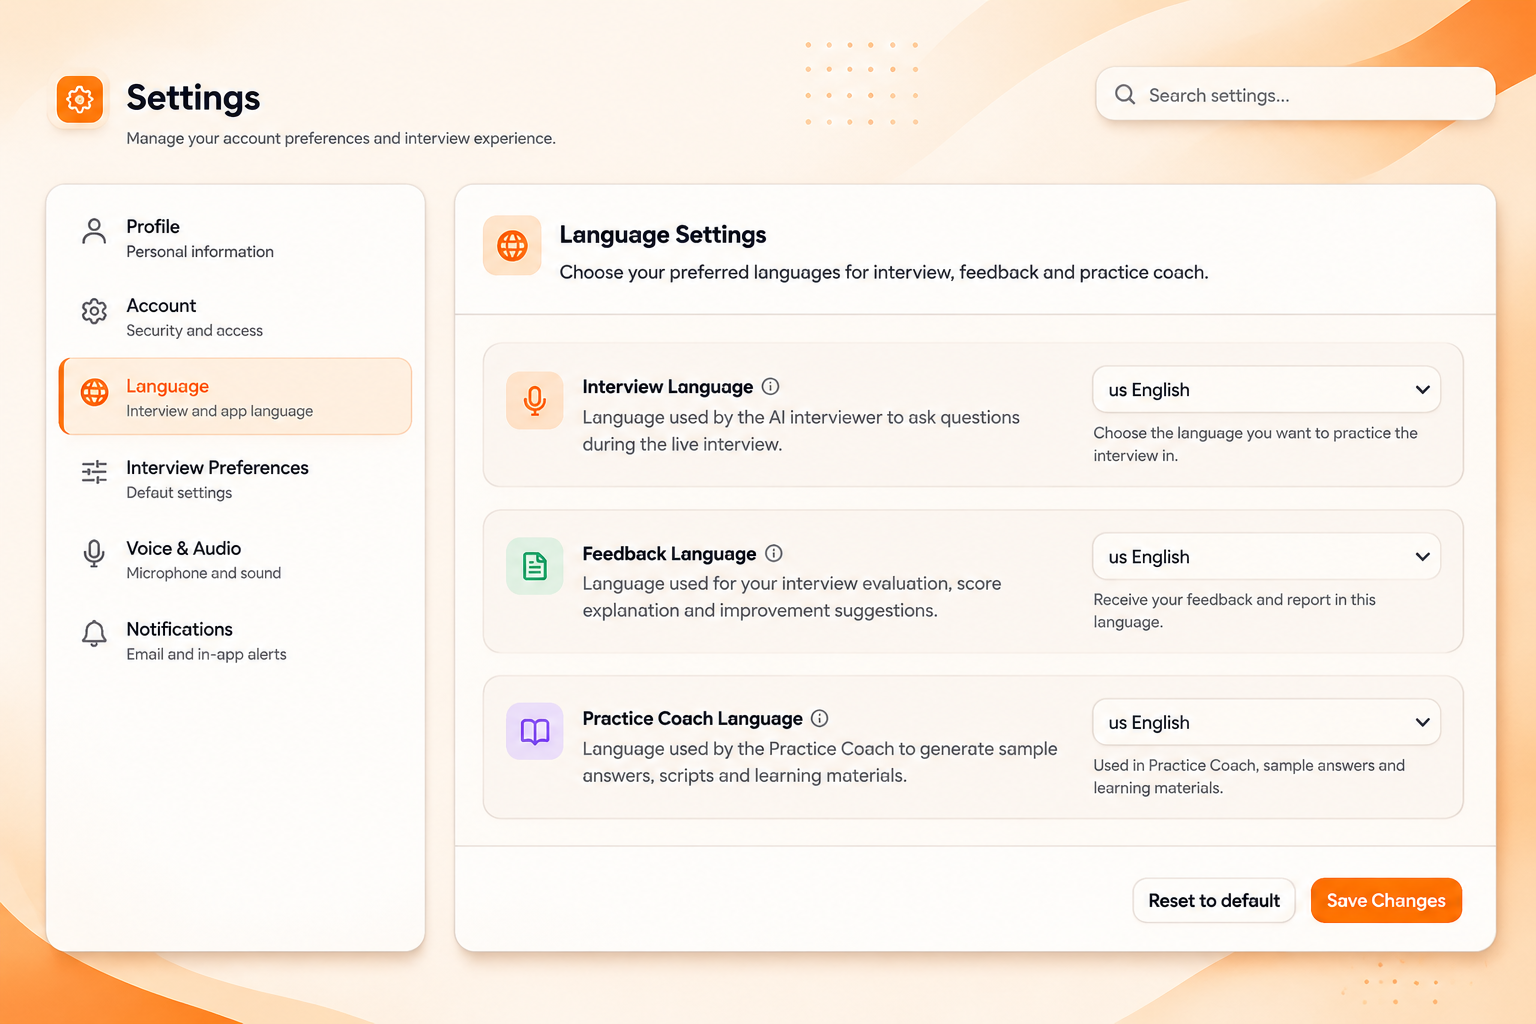 Settings
Manage your account preferences and interview experience.
Search settings...
Profile
Personal information
Account
Security and access
Language
Interview and app language
Interview Preferences
Defaut settings
Voice & Audio
Microphone and sound
Notifications
Email and in-app alerts
Language Settings
Choose your preferred languages for interview, feedback and practice coach.
Interview Language
Language used by the AI interviewer to ask questions
during the live interview.
us English
Choose the language you want to practice the
interview in.
Feedback Language
Language used for your interview evaluation, score
explanation and improvement suggestions.
us English
Receive your feedback and report in this
language.
Practice Coach Language
Language used by the Practice Coach to generate sample
answers, scripts and learning materials.
us English
Used in Practice Coach, sample answers and
learning materials.
Reset to default
Save Changes